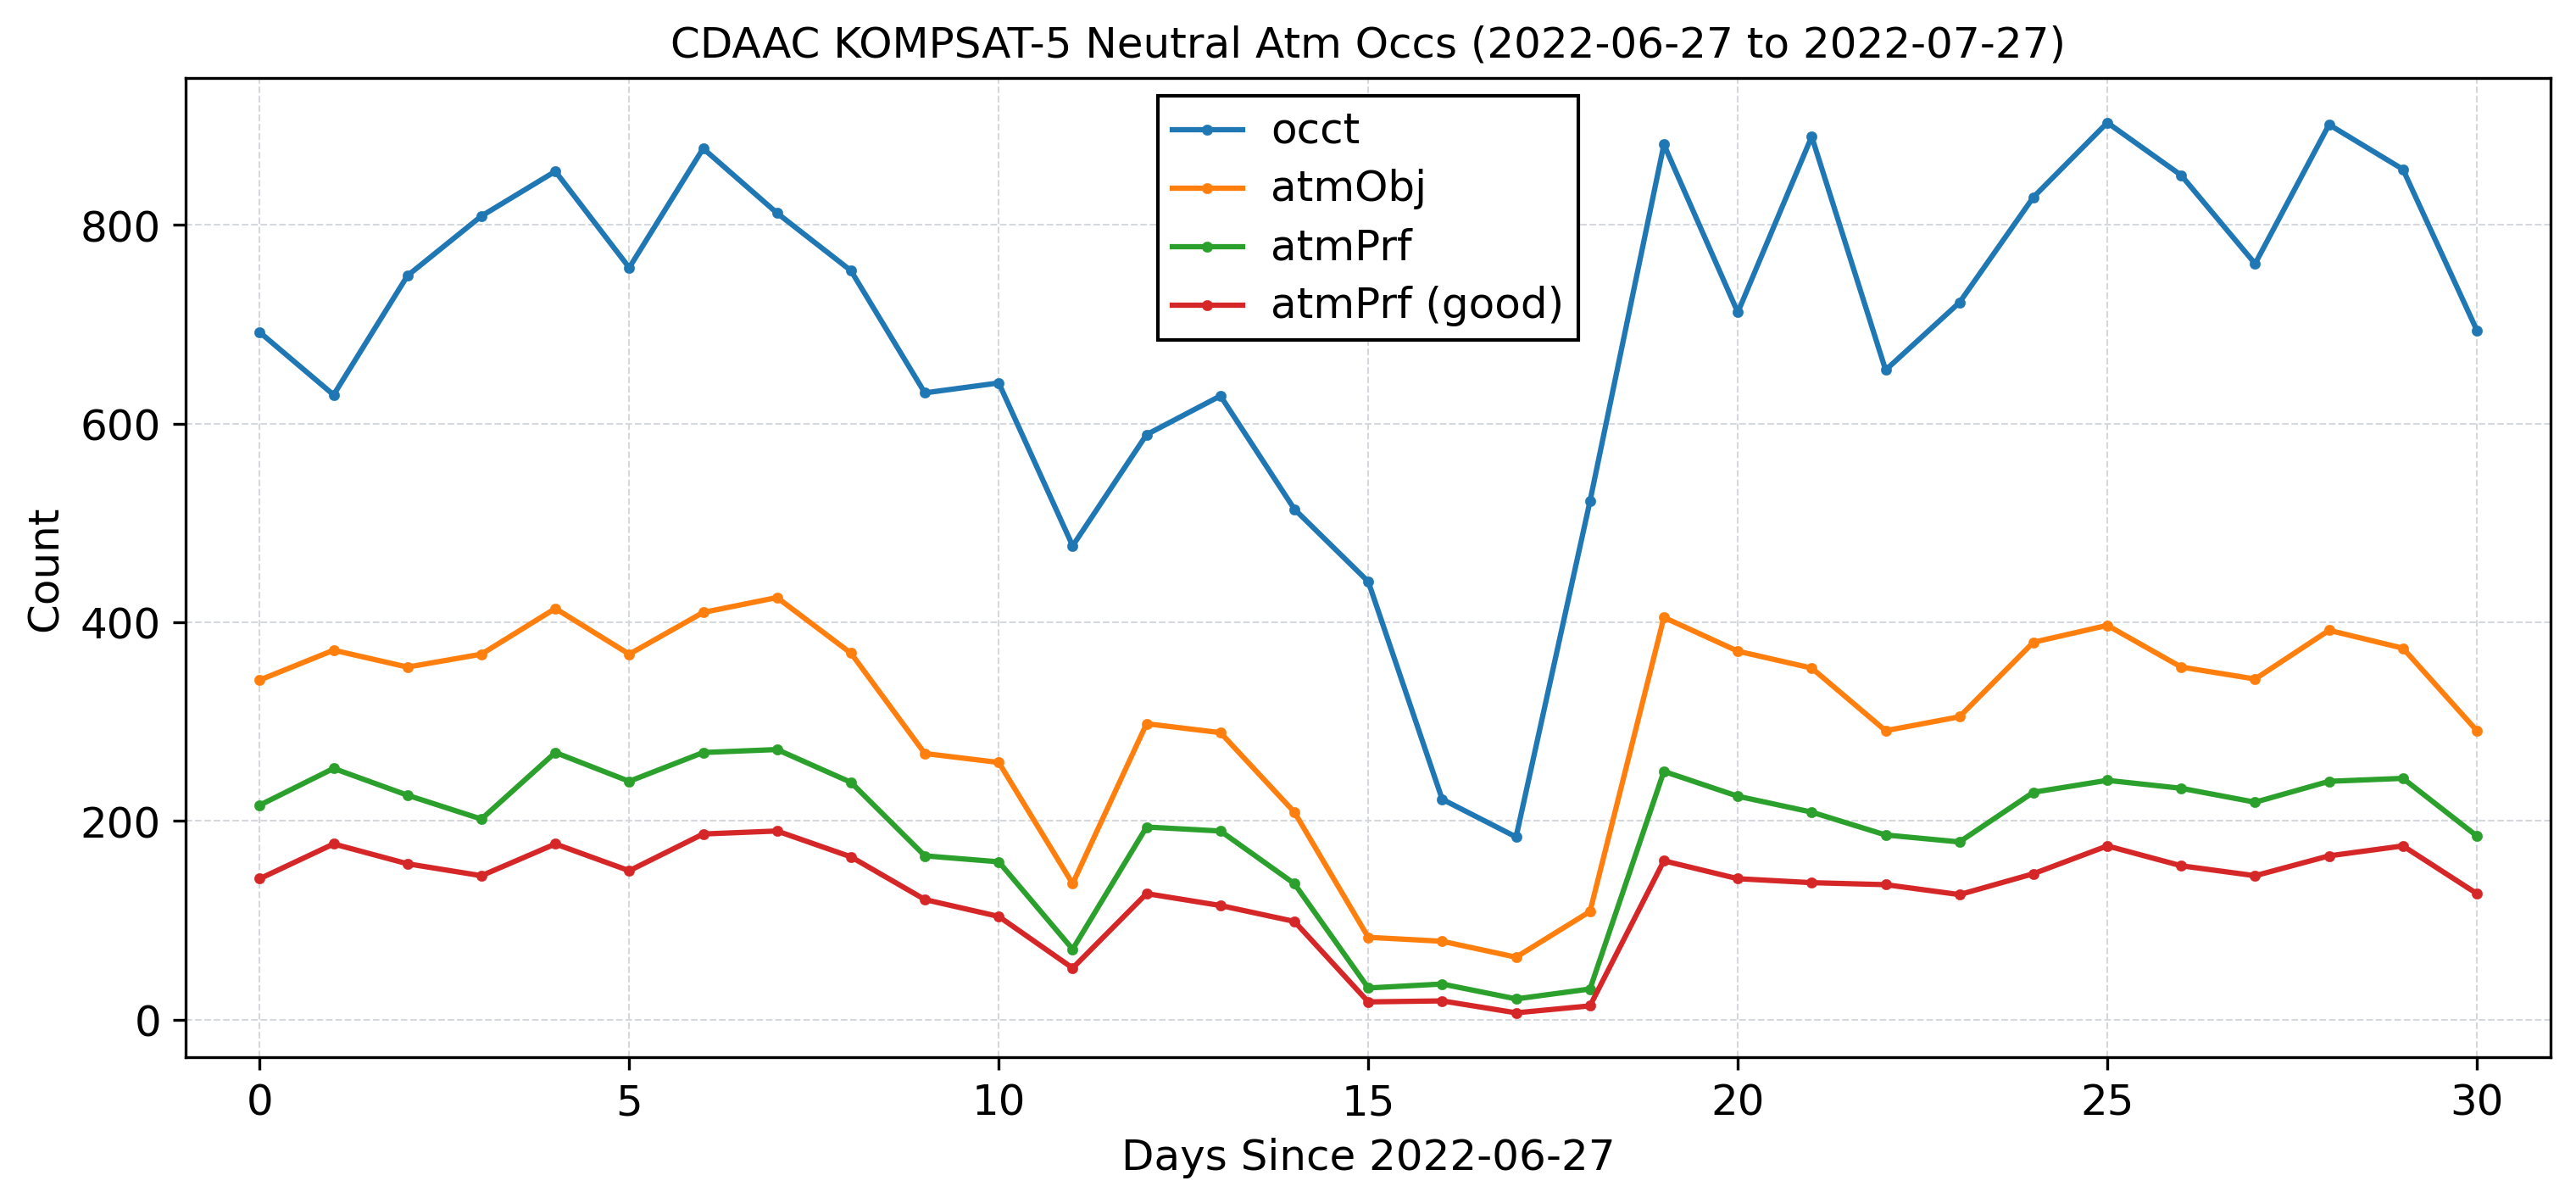 CDAAC KOMPSAT-5 Neutral Atm Occs (2022-06-27 to 2022-07-27)
occt
atmObj
atmPrf
atmPrf (good)
Count
800
600
400
200
0
0 5 10 15 20 25 30
Days Since 2022-06-27